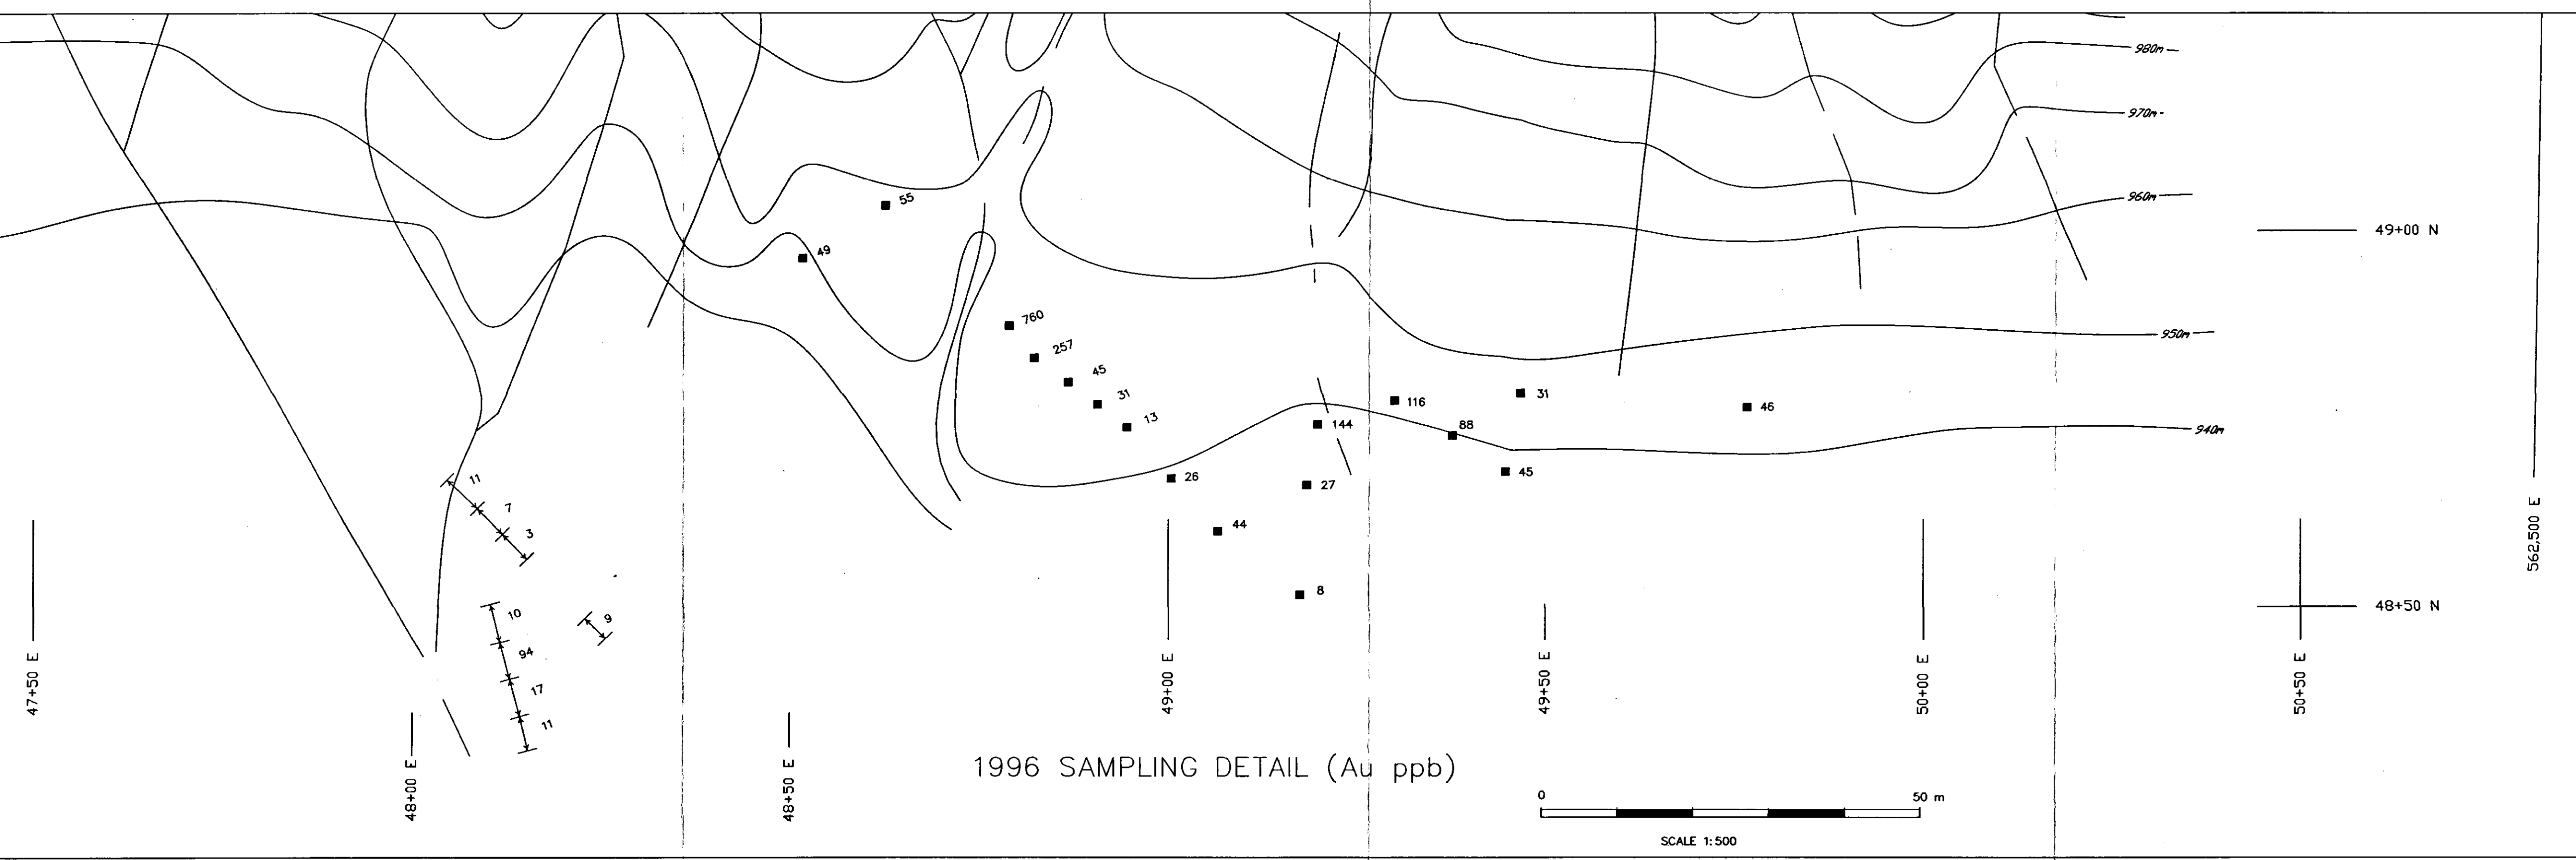 980m
970m
960m
55
49+00 N
49
760
950m
257
45
31
31
116
46
13
144
88
940m
45
26
11
27
562,500 E
7
44
3
8
48+50 N
10
9
94
47+50 E
49+00 E
49+50 E
50+00 E
50+50 E
17
11
1996 SAMPLING DETAIL (Au ppb)
48+00 E
48+50 E
0 50 m
SCALE 1:500